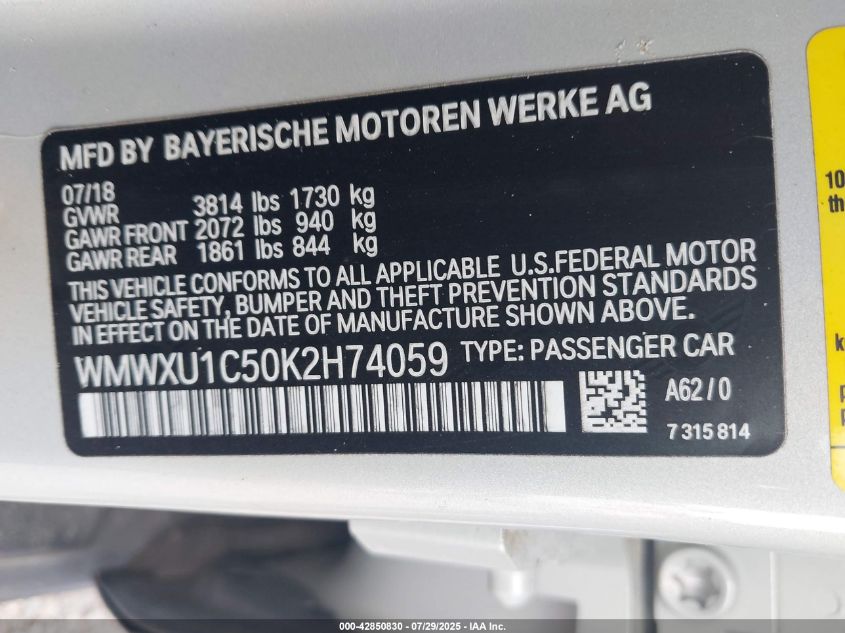 MFD BY BAYERISCHE MOTOREN WERKE AG
07/18
GVWR 3814 lbs 1730 kg
GAWR FRONT 2072 lbs 940 kg
GAWR REAR 1861 lbs 844 kg
THIS VEHICLE CONFORMS TO ALL APPLICABLE U.S.FEDERAL MOTOR
VEHICLE SAFETY, BUMPER AND THEFT PREVENTION STANDARDS
IN EFFECT ON THE DATE OF MANUFACTURE SHOWN ABOVE.
WMWXU1C50K2H74059 TYPE: PASSENGER CAR
A62/0
7 315 814
10
th
000-42850830 - 07/29/2025 - IAA Inc.